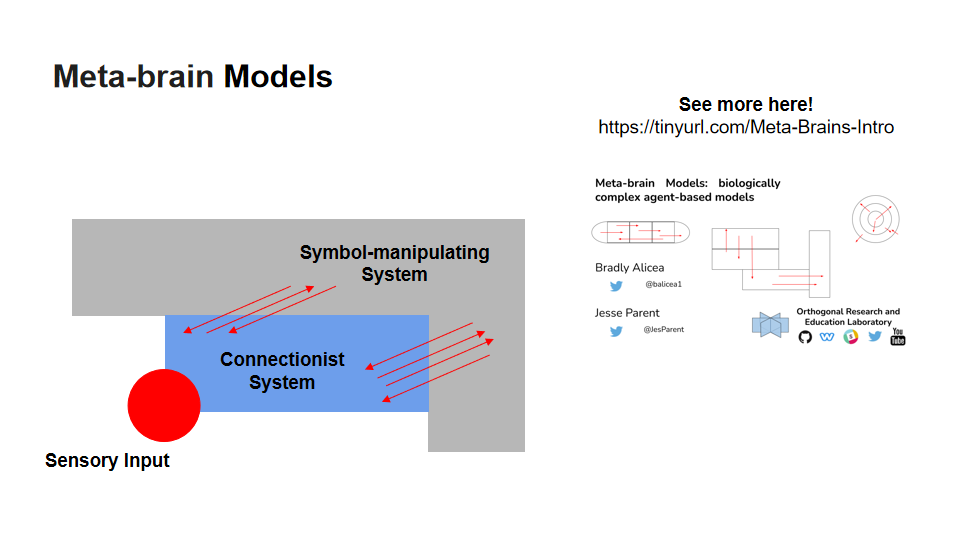 Meta-brain Models
See more here!
https://tinyurl.com/Meta-Brains-Intro
Meta-brain Models: biologically
complex agent-based models
Bradly Alicea
@balicea1
Jesse Parent
@JesParent
Orthogonal Research and
Education Laboratory
You
Tube
Symbol-manipulating
System
Connectionist
System
Sensory Input